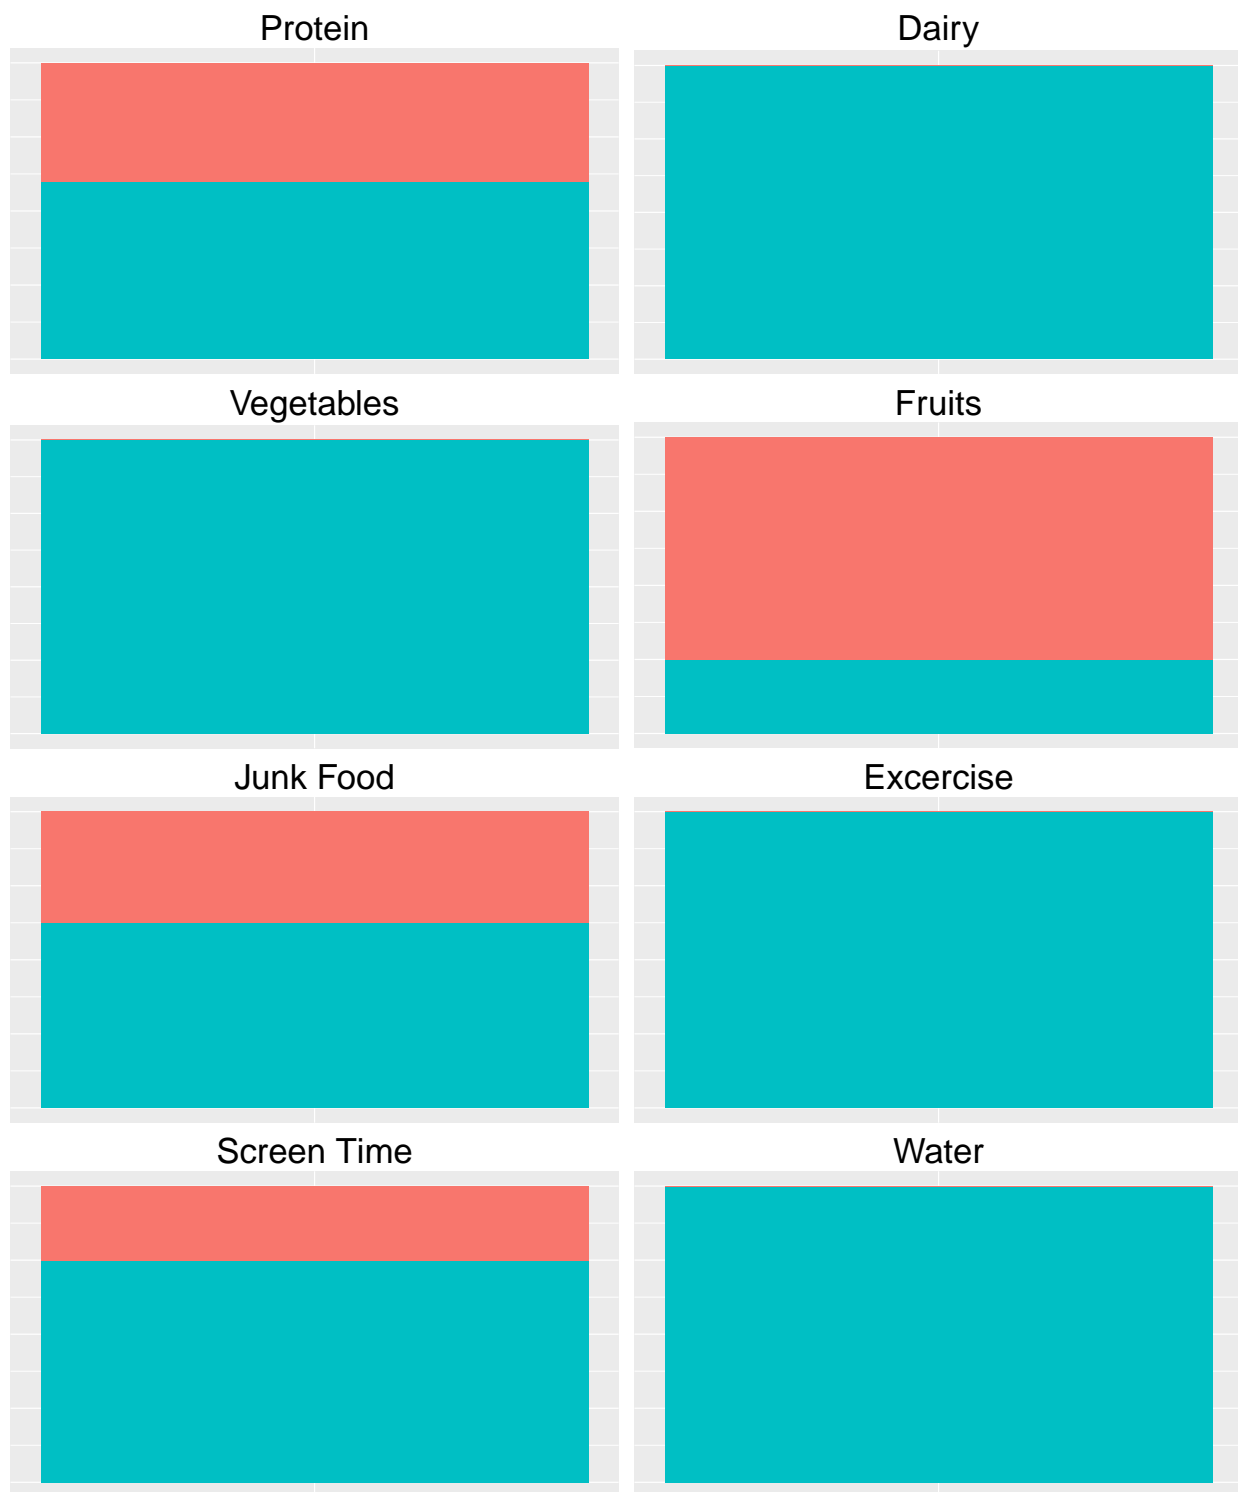 Protein
Dairy
Vegetables
Fruits
Junk Food
Excercise
Screen Time
Water